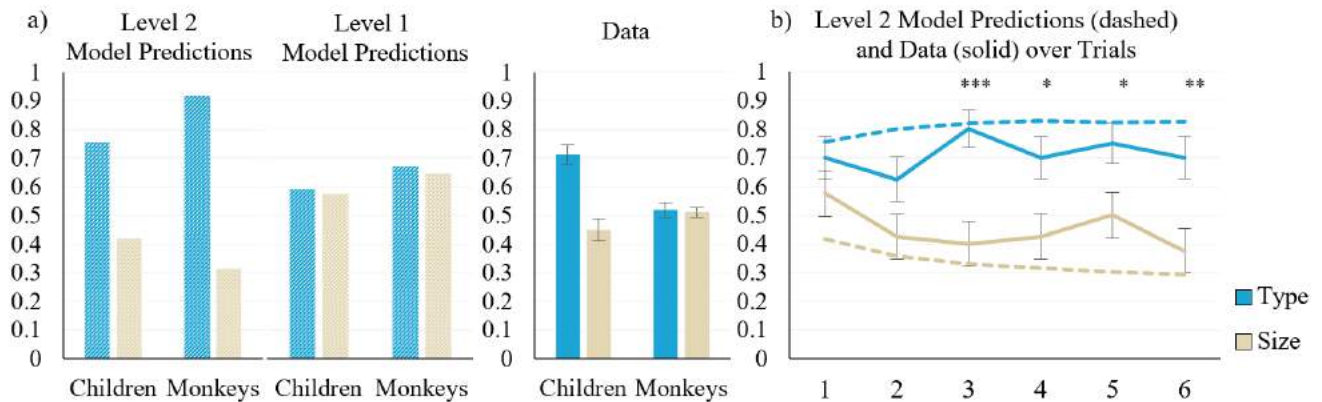 a)
Level 2
Model Predictions
Level 1
Model Predictions
Data
1
0.9
0.8
0.7
0.6
0.5
0.4
0.3
0.2
0.1
0
Children Monkeys Children Monkeys
1
0.9
0.8
0.7
0.6
0.5
0.4
0.3
0.2
0.1
0
Children Monkeys
b) Level 2 Model Predictions (dashed)
and Data (solid) over Trials
1
0.9
0.8
0.7
0.6
0.5
0.4
0.3
0.2
0.1
0
*** * * **
1 2 3 4 5 6
Type
Size